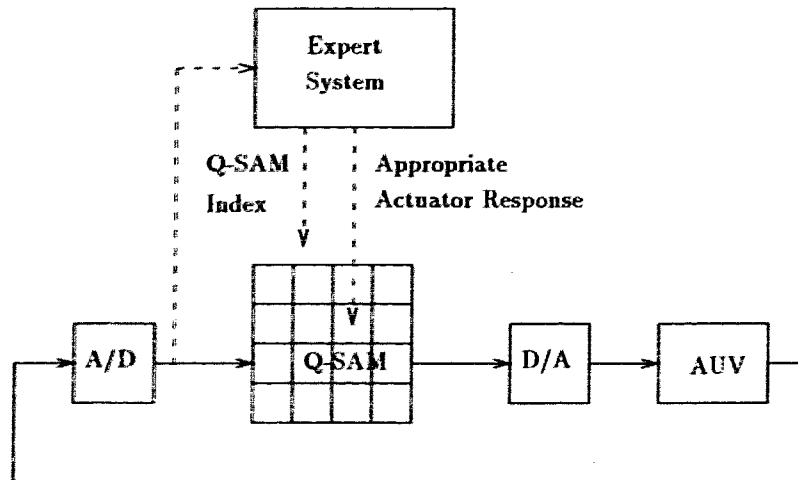 Expert
System
Q-SAM
Index
Appropriate
Actuator Response
A/D
Q-SAM
D/A
AUV